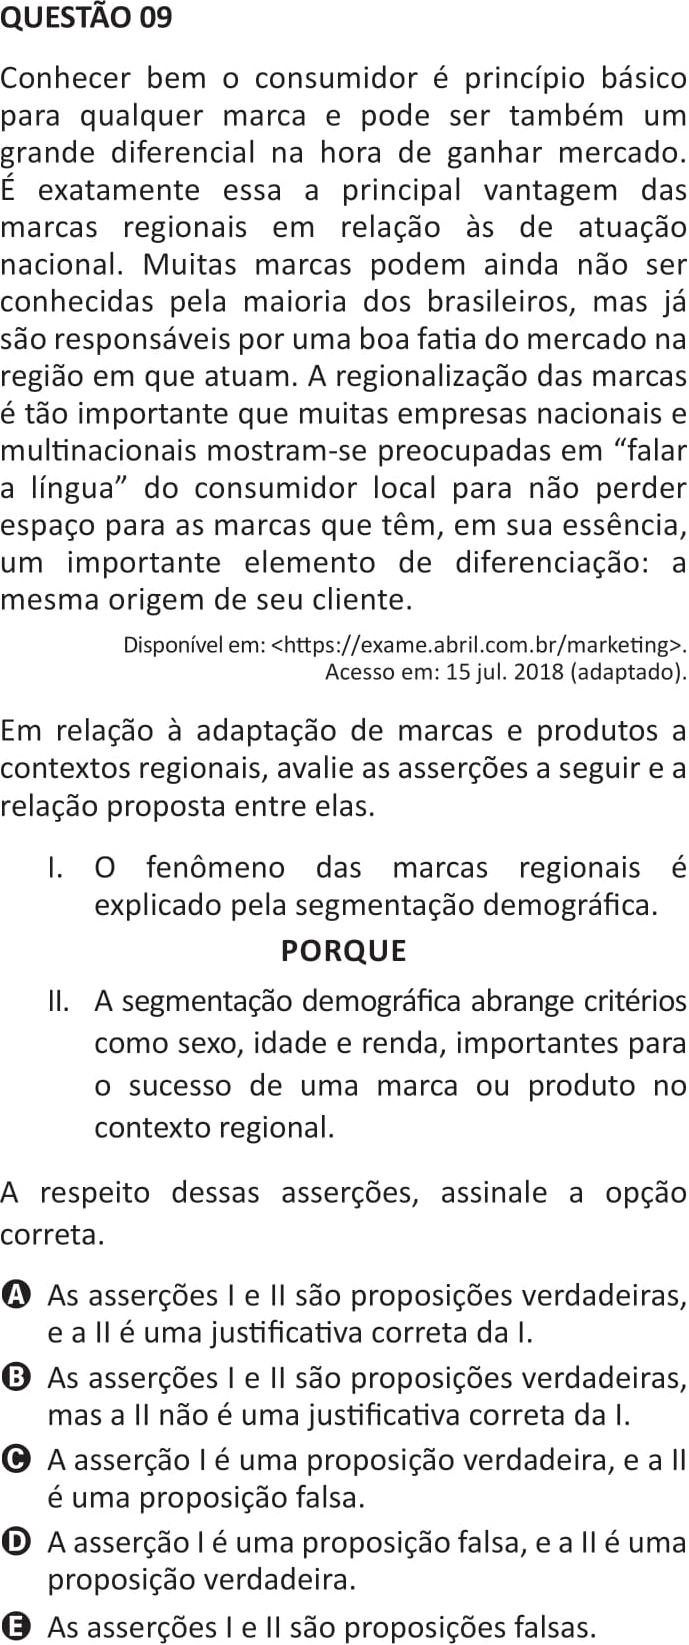 QUESTÃO 09
Conhecer bem o consumidor é princípio básico
para qualquer marca e pode ser também um
grande diferencial na hora de ganhar mercado.
É exatamente essa a principal vantagem das
marcas regionais em relação às de atuação
nacional. Muitas marcas podem ainda não ser
conhecidas pela maioria dos brasileiros, mas já
são responsáveis por uma boa fatia do mercado na
região em que atuam. A regionalização das marcas
é tão importante que muitas empresas nacionais e
multinacionais mostram-se preocupadas em “falar
a língua” do consumidor local para não perder
espaço para as marcas que têm, em sua essência,
um importante elemento de diferenciação: a
mesma origem de seu cliente.
Disponível em: <https://exame.abril.com.br/marketing>.
Acesso em: 15 jul. 2018 (adaptado).
Em relação à adaptação de marcas e produtos a
contextos regionais, avalie as asserções a seguir e a
relação proposta entre elas.
I. O fenômeno das marcas regionais é
explicado pela segmentação demográfica.
PORQUE
II. A segmentação demográfica abrange critérios
como sexo, idade e renda, importantes para
o sucesso de uma marca ou produto no
contexto regional.
A respeito dessas asserções, assinale a opção
correta.
A As asserções I e II são proposições verdadeiras,
e a II é uma justificativa correta da I.
B As asserções I e II são proposições verdadeiras,
mas a II não é uma justificativa correta da I.
C A asserção I é uma proposição verdadeira, e a II
é uma proposição falsa.
D A asserção I é uma proposição falsa, e a II é uma
proposição verdadeira.
E As asserções I e II são proposições falsas.